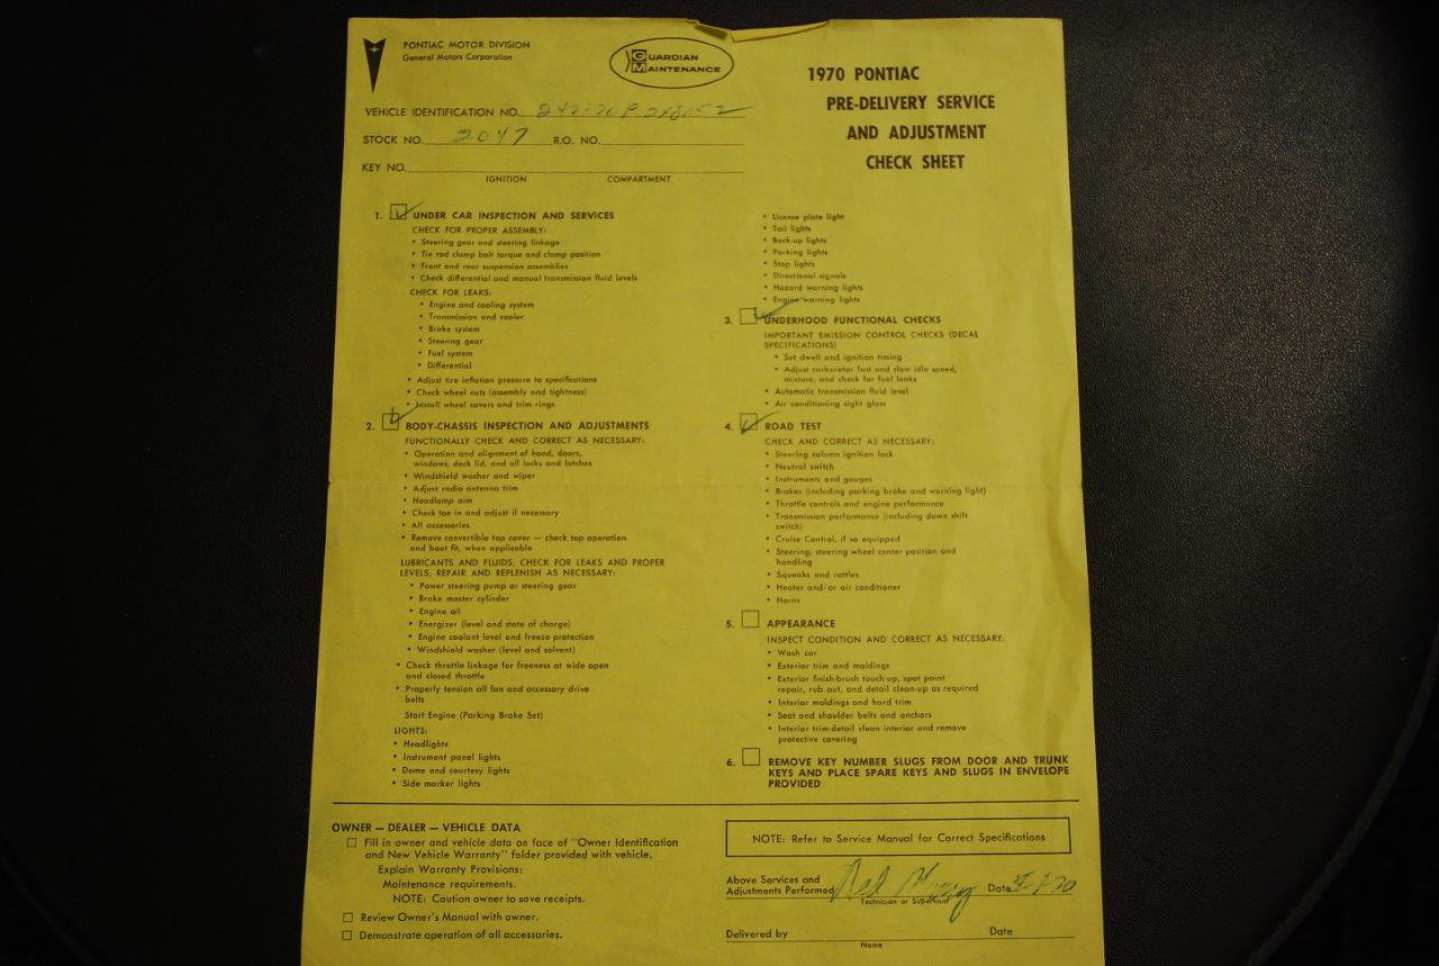 PONTIAC MOTOR DIVISION
General Motors Corporation
GUARDIAN
MAINTENANCE
1970 PONTIAC
PRE-DELIVERY SERVICE
AND ADJUSTMENT
CHECK SHEET
VEHICLE IDENTIFICATION NO.
STOCK NO. 2047 R.O. NO.
KEY NO.
IGNITION COMPARTMENT
1. UNDER CAR INSPECTION AND SERVICES
CHECK FOR PROPER ASSEMBLY:
• Steering gear and steering linkage
• Tie rod clamp bolt torque and clamp position
• Front and rear suspension assemblies
• Check differential and manual transmission fluid levels
CHECK FOR LEAKS:
• Engine and cooling system
• Transmission and cooler
• Brake system
• Steering gear
• Fuel system
• Differential
• Adjust tire inflation pressure to specifications
• Check wheel nuts (assembly and tightness)
• Install wheel covers and trim rings
2. BODY-CHASSIS INSPECTION AND ADJUSTMENTS
FUNCTIONALLY CHECK AND CORRECT AS NECESSARY:
• Operation and alignment of hood, doors,
windows, deck lid, and all locks and latches
• Windshield washer and wiper
• Adjust radio antenna trim
• Headlamp aim
• Check toe in and adjust if necessary
• All accessories
• Remove convertible top cover — check top operation
and boot fit, when applicable
LUBRICANTS AND FLUIDS, CHECK FOR LEAKS AND PROPER
LEVELS, REPAIR AND REPLENISH AS NECESSARY:
• Power steering pump or steering gear
• Brake master cylinder
• Engine oil
• Energizer (level and state of charge)
• Engine coolant level and freeze protection
• Windshield washer (level and solvent)
• Check throttle linkage for freeness at wide open
and closed throttle
• Properly tension all fan and accessory drive
belts
Start Engine (Parking Brake Set)
LIGHTS:
• Headlights
• Instrument panel lights
• Dome and courtesy lights
• Side marker lights
• License plate light
• Tail lights
• Back-up lights
• Parking lights
• Stop lights
• Directional signals
• Hazard warning lights
• Engine warning lights
3. UNDERHOOD FUNCTIONAL CHECKS
IMPORTANT EMISSION CONTROL CHECKS (DECAL
SPECIFICATIONS)
• Set dwell and ignition timing
• Adjust carburetor fast and slow idle speed,
mixture, and check for fuel leaks
• Automatic transmission fluid level
• Air conditioning sight glass
4. ROAD TEST
CHECK AND CORRECT AS NECESSARY:
• Steering column ignition lock
• Neutral switch
• Instruments and gauges
• Brakes (including parking brake and warning light)
• Throttle controls and engine performance
• Transmission performance (including down shift
switch)
• Cruise Control, if so equipped
• Steering, steering wheel center position and
handling
• Squeaks and rattles
• Heater and/or air conditioner
• Horns
5. APPEARANCE
INSPECT CONDITION AND CORRECT AS NECESSARY:
• Wash car
• Exterior trim and moldings
• Exterior finish-brush touch-up, spot paint
repair, rub out, and detail clean-up as required
• Interior moldings and hard trim
• Seat and shoulder belts and anchors
• Interior trim-detail clean interior and remove
protective covering
6. REMOVE KEY NUMBER SLUGS FROM DOOR AND TRUNK
KEYS AND PLACE SPARE KEYS AND SLUGS IN ENVELOPE
PROVIDED
OWNER — DEALER — VEHICLE DATA
Fill in owner and vehicle data on face of "Owner Identification
and New Vehicle Warranty" folder provided with vehicle.
Explain Warranty Provisions:
Maintenance requirements.
NOTE: Caution owner to save receipts.
Review Owner's Manual with owner.
Demonstrate operation of all accessories.
NOTE: Refer to Service Manual for Correct Specifications
Above Services and
Adjustments Performed Date
Technician or Supervisor
Delivered by Date
Name